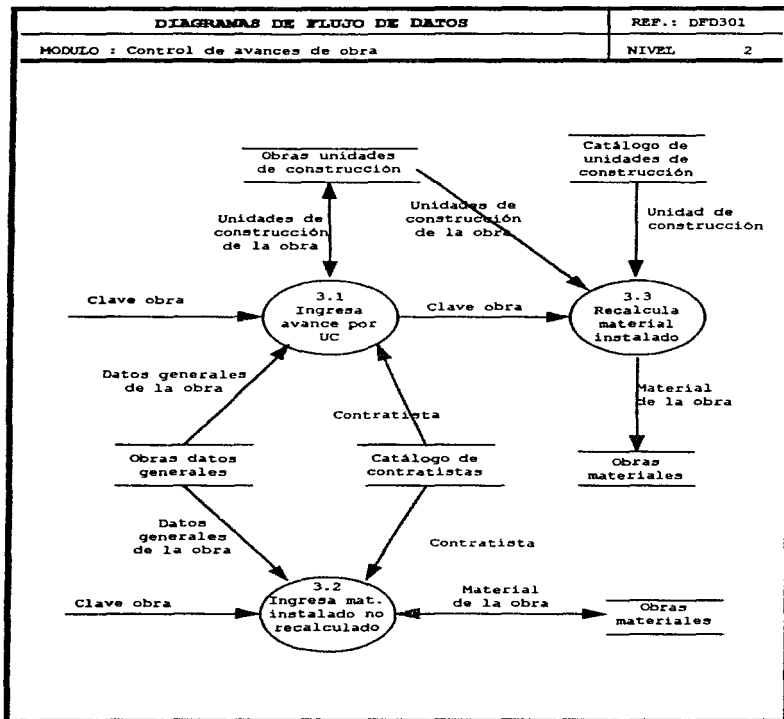 DIAGRAMAS DE FLUJO DE DATOS
REF.: DFD301
MODULO : Control de avances de obra
NIVEL 2
Obras unidades
de construcción
Catálogo de
unidades de
construcción
Unidades de
construcción
de la obra
Unidades de
construcción
de la obra
Unidad de
construcción
Clave obra
3.1
Ingresa
avance por
UC
Clave obra
3.3
Recalcula
material
instalado
Datos generales
de la obra
Contratista
Material
de la obra
Obras datos
generales
Catálogo de
contratistas
Obras
materiales
Datos
generales
de la obra
Contratista
Clave obra
3.2
Ingresa mat.
instalado no
recalculado
Material
de la obra
Obras
materiales